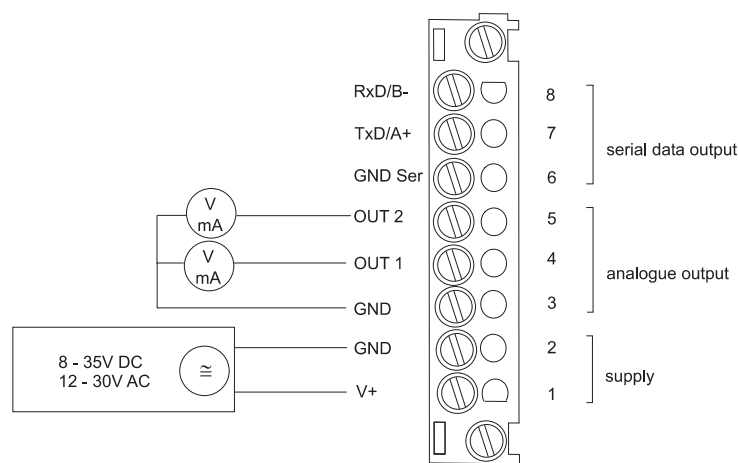 RxD/B- 8
TxD/A+ 7
serial data output
GND Ser 6
V
mA
OUT 2 5
V
mA
OUT 1 4
analogue output
GND 3
GND 2
8 - 35V DC
12 - 30V AC
≅
supply
V+ 1